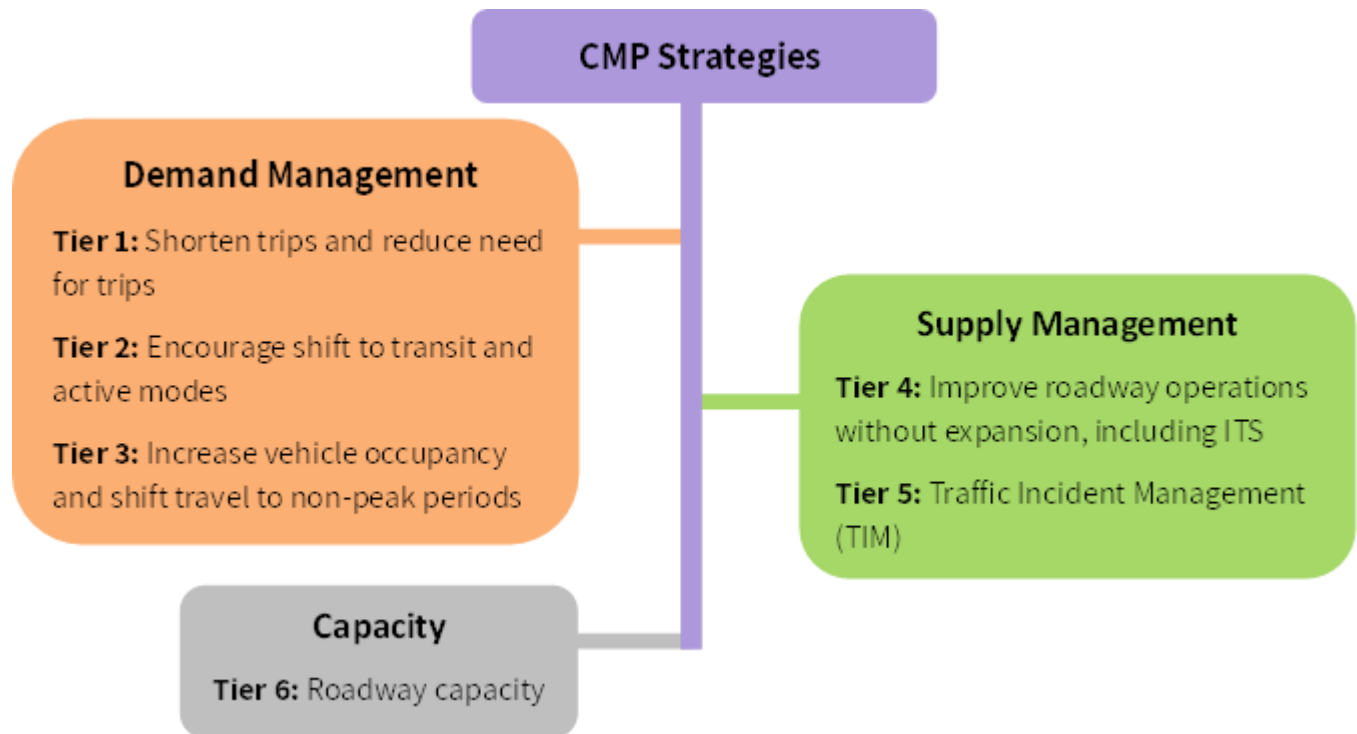 CMP Strategies
Demand Management
Tier 1: Shorten trips and reduce need
for trips
Tier 2: Encourage shift to transit and
active modes
Tier 3: Increase vehicle occupancy
and shift travel to non-peak periods
Supply Management
Tier 4: Improve roadway operations
without expansion, including ITS
Tier 5: Traffic Incident Management
(TIM)
Capacity
Tier 6: Roadway capacity